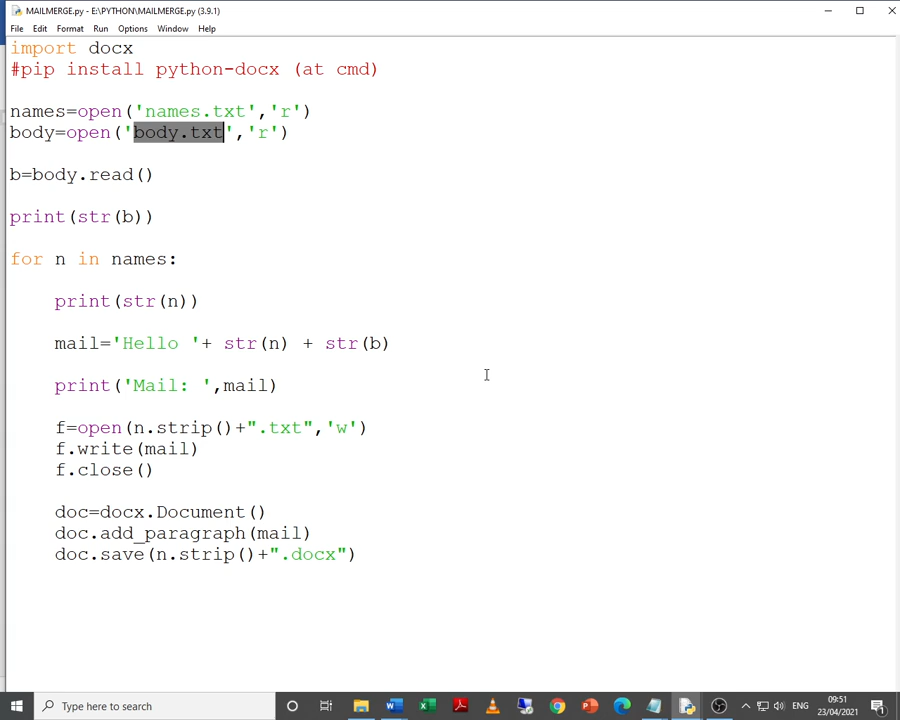 MAILMERGE.py - E:\PYTHON\MAILMERGE.py (3.9.1)
File Edit Format Run Options Window Help
import docx
#pip install python-docx (at cmd)
names=open('names.txt','r')
body=open('body.txt','r')
b=body.read()
print(str(b))
for n in names:
print(str(n))
mail='Hello '+ str(n) + str(b)
print('Mail: ',mail)
f=open(n.strip()+".txt",'w')
f.write(mail)
f.close()
doc=docx.Document()
doc.add_paragraph(mail)
doc.save(n.strip()+".docx")
Type here to search
ENG
09:51
23/04/2021
1